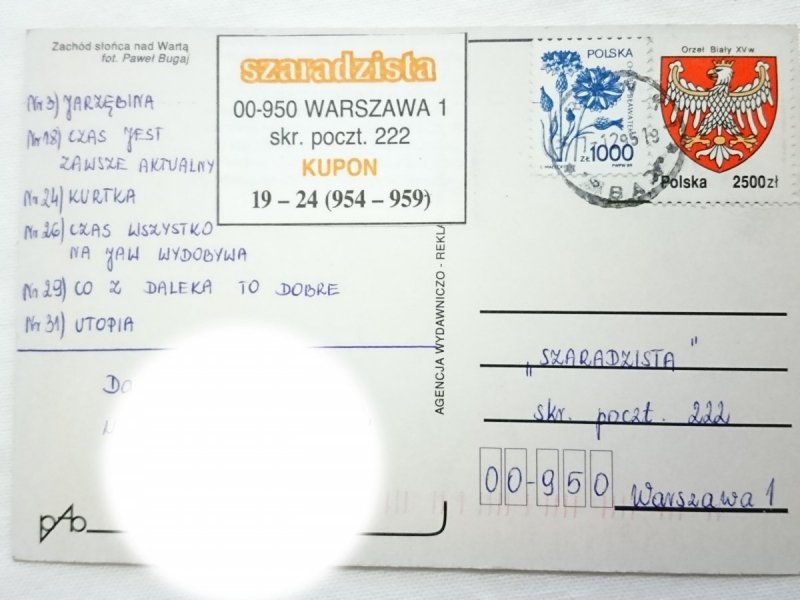 Zachód słońca nad Wartą
fot. Paweł Bugaj
szaradzista
00-950 WARSZAWA 1
skr. poczt. 222
KUPON
19 – 24 (954 – 959)
POLSKA
ZŁ 1000
Orzeł Biały XV w
Polska 2500zł
Nr 3) JARZĘBINA
Nr 18) CZAS JEST
ZAWSZE AKTUALNY
Nr 24) KURTKA
Nr 26) CZAS WSZYSTKO
NA JAW WYDOBYWA
Nr 29) CO Z DALEKA TO DOBRE
Nr 31) UTOPIA
AGENCJA WYDAWNICZO - REKLA
„SZARADZISTA"
skr. poczt. 222
00-950 Warszawa 1
pAb